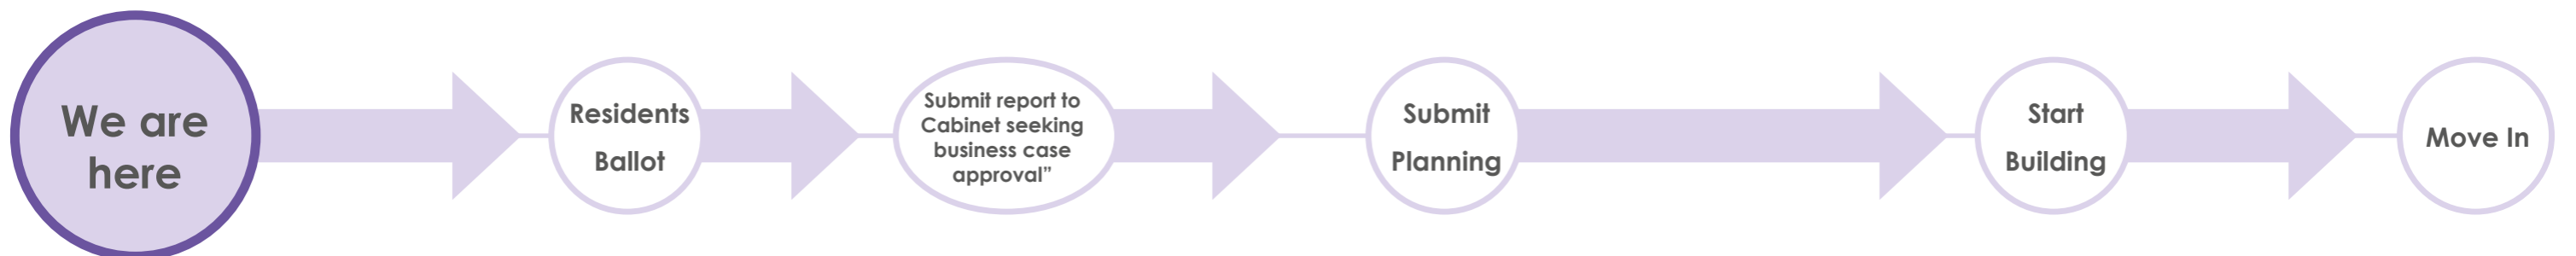 We are
here
Residents
Ballot
Submit report to
Cabinet seeking
business case
approval”
Submit
Planning
Start
Building
Move In